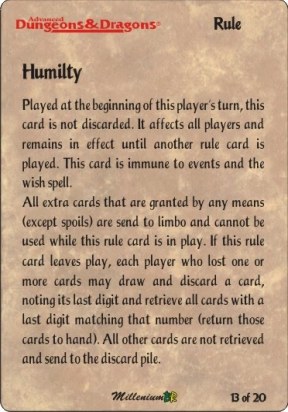 Advanced
Dungeons&Dragons® Rule
Humilty
Played at the beginning of this player's turn, this
card is not discarded. It affects all players and
remains in effect until another rule card is
played. This card is immune to events and the
wish spell.
All extra cards that are granted by any means
(except spoils) are send to limbo and cannot be
used while this rule card is in play. If this rule
card leaves play, each player who lost one or
more cards may draw and discard a card,
noting its last digit and retrieve all cards with a
last digit matching that number (return those
cards to hand). All other cards are not retrieved
and send to the discard pile.
Millenium 13 of 20